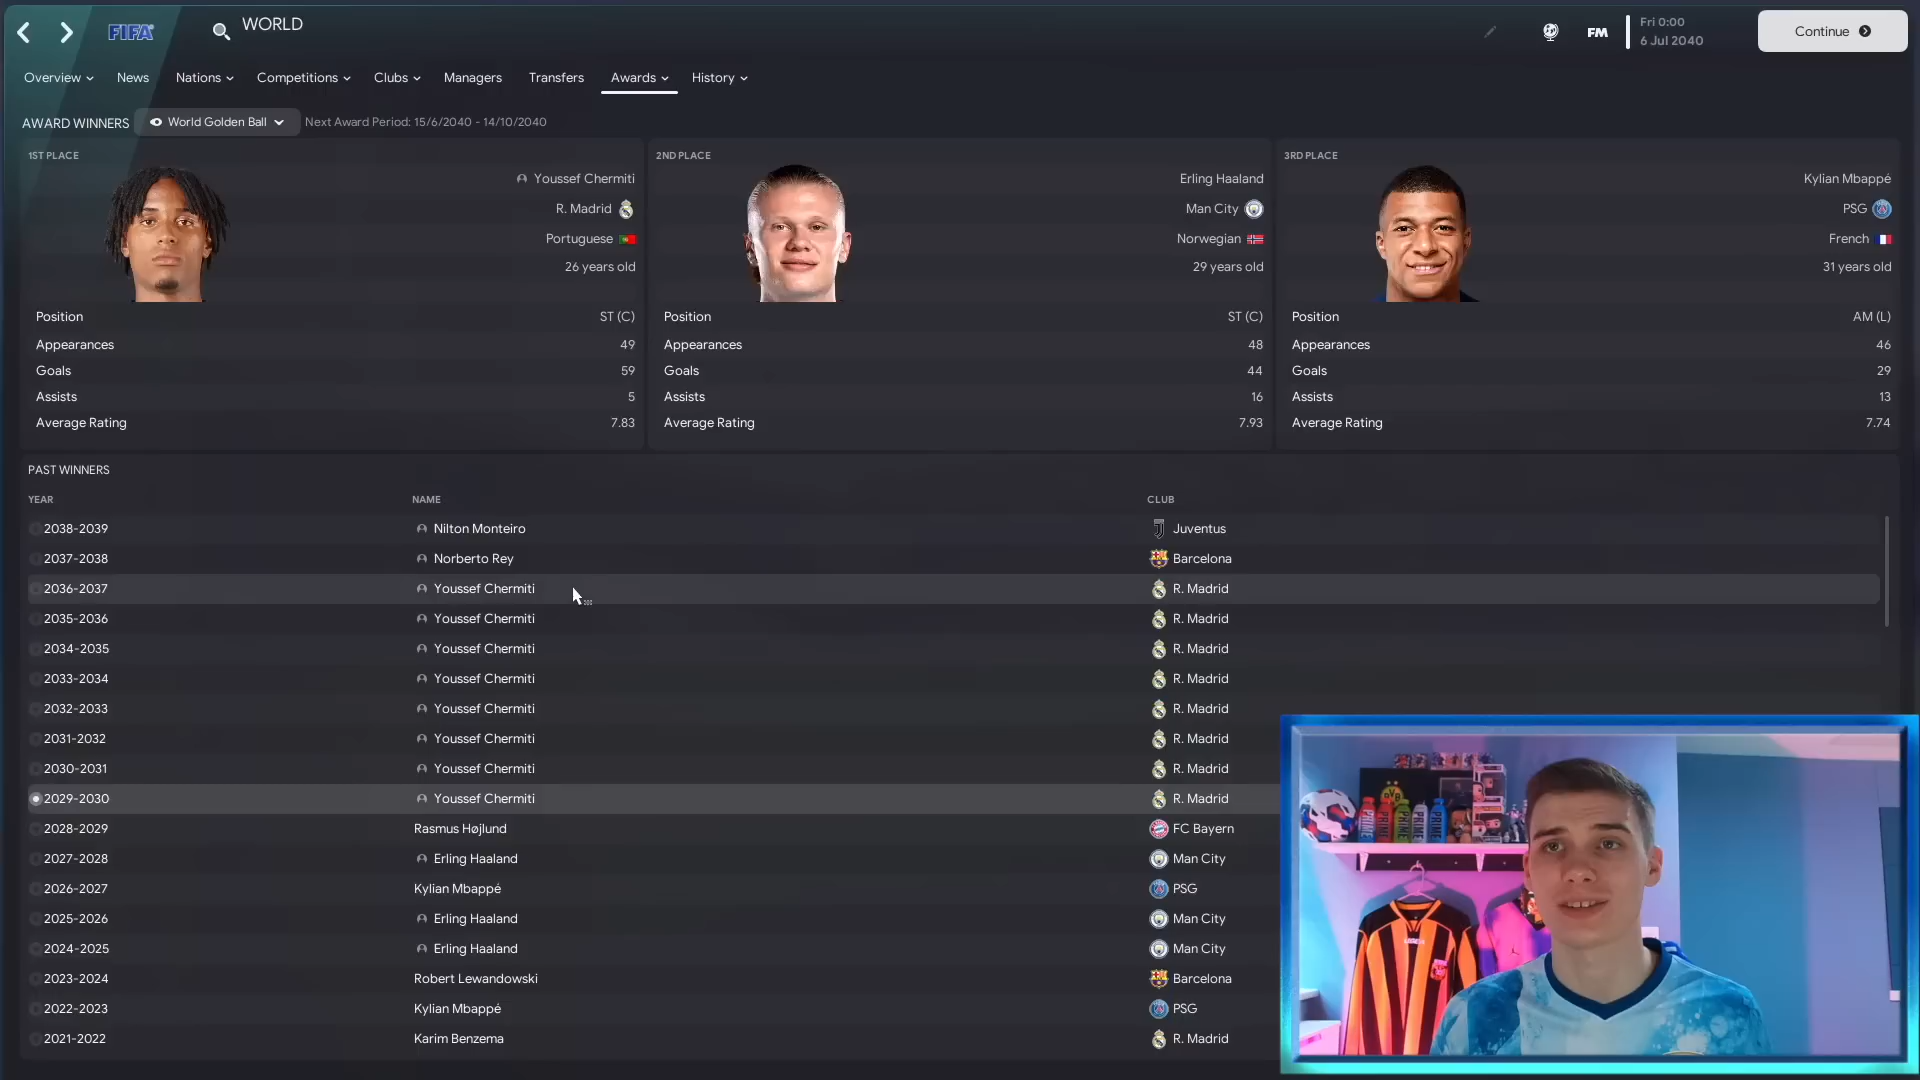 FIFA
WORLD
FM
Fri 0:00
6 Jul 2040
Continue
Overview
News
Nations
Competitions
Clubs
Managers
Transfers
Awards
History
AWARD WINNERS
World Golden Ball
Next Award Period: 15/6/2040 - 14/10/2040
1ST PLACE
Youssef Chermiti
R. Madrid
Portuguese
26 years old
Position ST (C)
Appearances 49
Goals 59
Assists 5
Average Rating 7.83
2ND PLACE
Erling Haaland
Man City
Norwegian
29 years old
Position ST (C)
Appearances 48
Goals 44
Assists 16
Average Rating 7.93
3RD PLACE
Kylian Mbappé
PSG
French
31 years old
Position AM (L)
Appearances 46
Goals 29
Assists 13
Average Rating 7.74
PAST WINNERS
YEAR NAME CLUB
2038-2039 Nilton Monteiro Juventus
2037-2038 Norberto Rey Barcelona
2036-2037 Youssef Chermiti R. Madrid
2035-2036 Youssef Chermiti R. Madrid
2034-2035 Youssef Chermiti R. Madrid
2033-2034 Youssef Chermiti R. Madrid
2032-2033 Youssef Chermiti R. Madrid
2031-2032 Youssef Chermiti R. Madrid
2030-2031 Youssef Chermiti R. Madrid
2029-2030 Youssef Chermiti R. Madrid
2028-2029 Rasmus Højlund FC Bayern
2027-2028 Erling Haaland Man City
2026-2027 Kylian Mbappé PSG
2025-2026 Erling Haaland Man City
2024-2025 Erling Haaland Man City
2023-2024 Robert Lewandowski Barcelona
2022-2023 Kylian Mbappé PSG
2021-2022 Karim Benzema R. Madrid
BVB
PRIME
PRIME
PRIME
PRIME